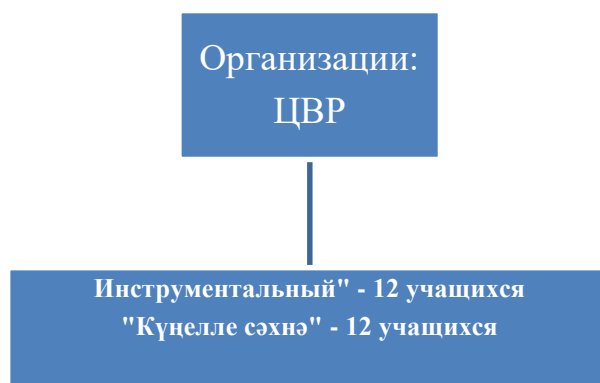 Организации:
ЦВР
Инструментальный" - 12 учащихся
"Күңелле сәхнә" - 12 учащихся